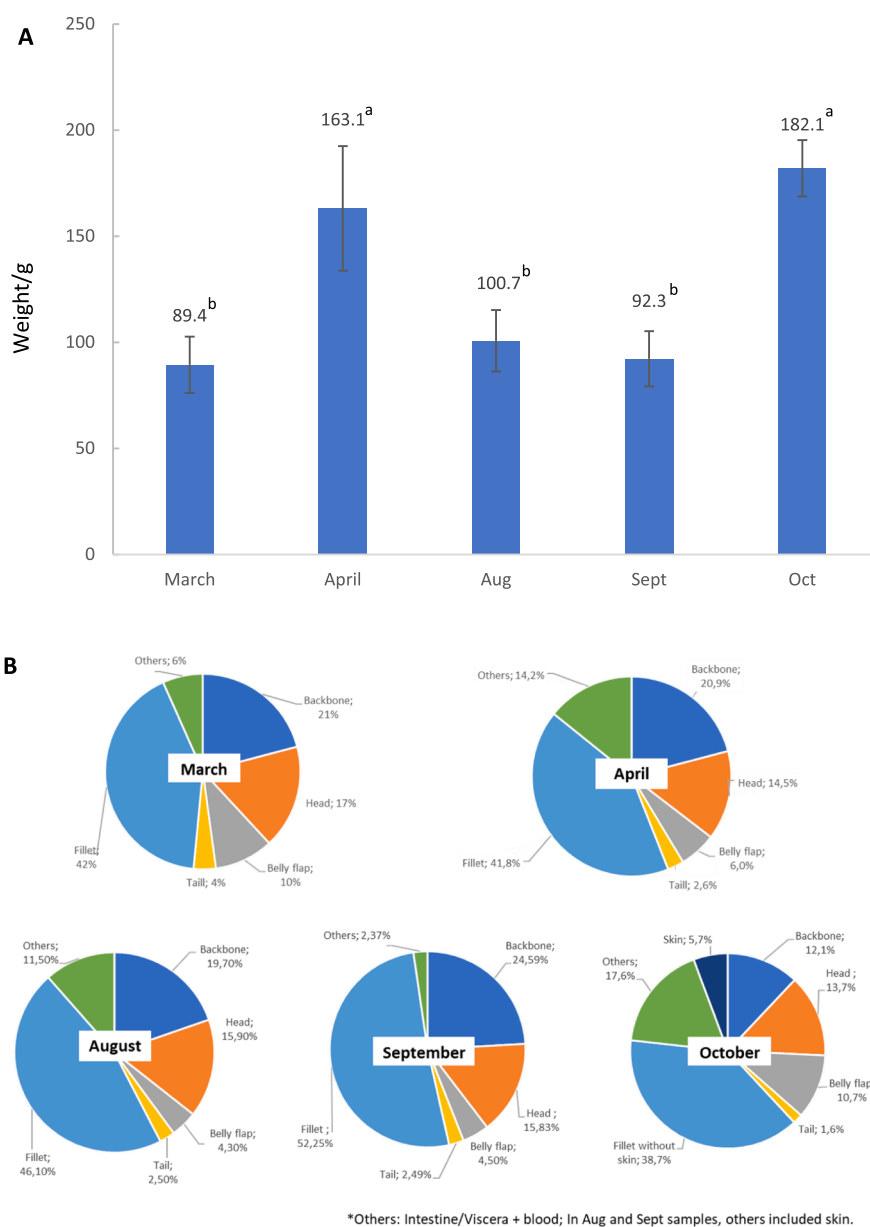 A
250
200
150
100
50
0
Weight/g
89.4b
163.1a
100.7b
92.3b
182.1a
March
April
Aug
Sept
Oct
B
Others; 6%
Backbone;
21%
Head; 17%
Belly flap;
10%
Taill; 4%
Fillet;
42%
March
Others; 14,2%
Backbone;
20,9%
Head; 14,5%
Belly flap;
6,0%
Taill; 2,6%
Fillet; 41,8%
April
Others;
11,50%
Backbone;
19,70%
Head;
15,90%
Belly flap;
4,30%
Tail;
2,50%
Fillet;
46,10%
August
Others; 2,37%
Backbone;
24,59%
Head ;
15,83%
Belly flap;
4,50%
Tail; 2,49%
Fillet ;
52,25%
September
Skin; 5,7%
Backbone;
12,1%
Head ;
13,7%
Belly flap
10,7%
Tail; 1,6%
Fillet without
skin; 38,7%
Others;
17,6%
October
*Others: Intestine/Viscera + blood; In Aug and Sept samples, others included skin.